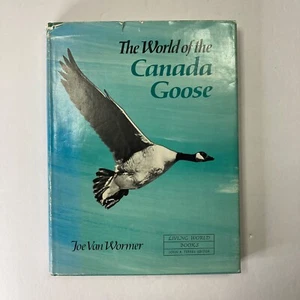 The World of the
Canada
Goose
Joe Van Wormer
LIVING WORLD
BOOKS